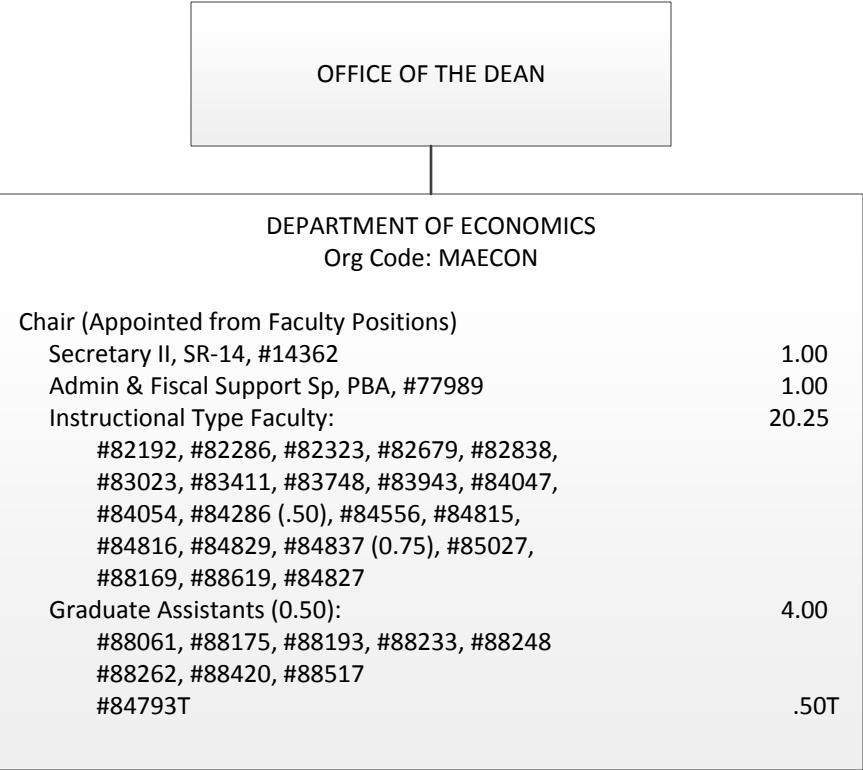 OFFICE OF THE DEAN
DEPARTMENT OF ECONOMICS
Org Code: MAECON
Chair (Appointed from Faculty Positions)
Secretary II, SR-14, #14362 1.00
Admin & Fiscal Support Sp, PBA, #77989 1.00
Instructional Type Faculty: 20.25
#82192, #82286, #82323, #82679, #82838,
#83023, #83411, #83748, #83943, #84047,
#84054, #84286 (.50), #84556, #84815,
#84816, #84829, #84837 (0.75), #85027,
#88169, #88619, #84827
Graduate Assistants (0.50): 4.00
#88061, #88175, #88193, #88233, #88248
#88262, #88420, #88517
#84793T .50T